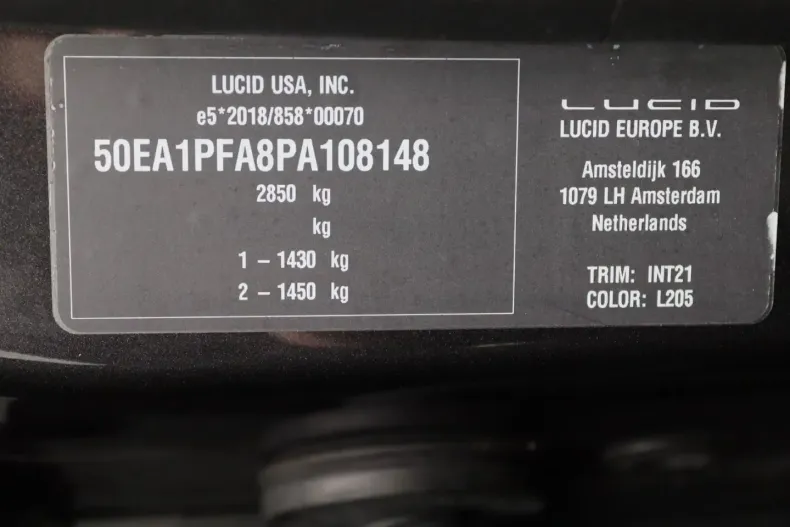 LUCID USA, INC.
e5*2018/858*00070
50EA1PFA8PA108148
2850 kg
kg
1 – 1430 kg
2 – 1450 kg
LUCID
LUCID EUROPE B.V.
Amsteldijk 166
1079 LH Amsterdam
Netherlands
TRIM: INT21
COLOR: L205